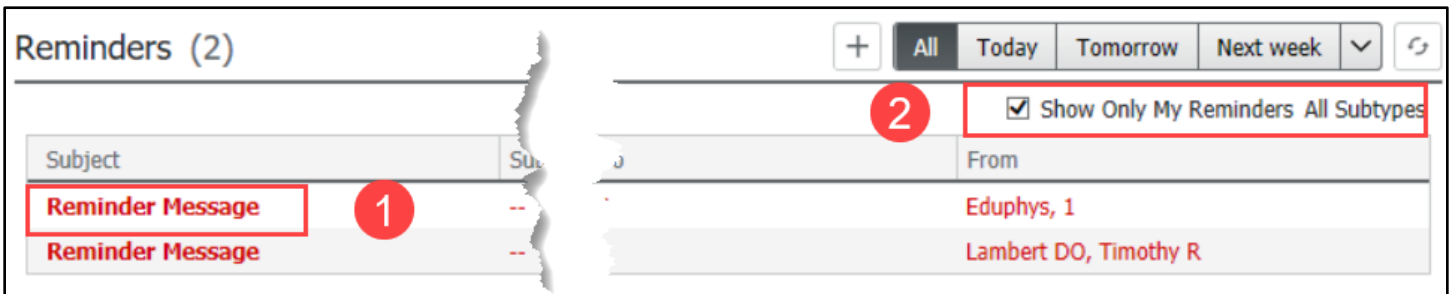 Reminders (2) + All Today Tomorrow Next week
2 Show Only My Reminders All Subtypes
Subject From
Reminder Message 1 -- Eduphys, 1
Reminder Message -- Lambert DO, Timothy R